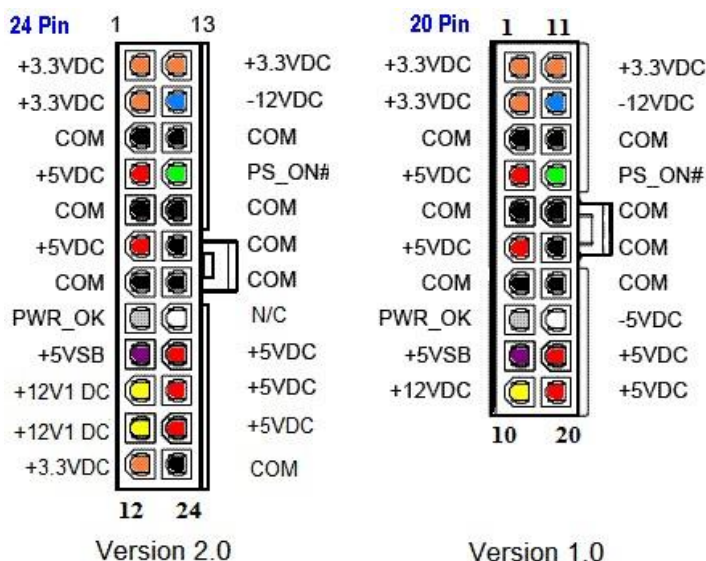 24 Pin 1 13
+3.3VDC +3.3VDC
+3.3VDC -12VDC
COM COM
+5VDC PS_ON#
COM COM
+5VDC COM
COM COM
PWR_OK N/C
+5VSB +5VDC
+12V1 DC +5VDC
+12V1 DC +5VDC
+3.3VDC COM
12 24
Version 2.0
20 Pin 1 11
+3.3VDC +3.3VDC
+3.3VDC -12VDC
COM COM
+5VDC PS_ON#
COM COM
+5VDC COM
COM COM
PWR_OK -5VDC
+5VSB +5VDC
+12VDC +5VDC
10 20
Version 1.0